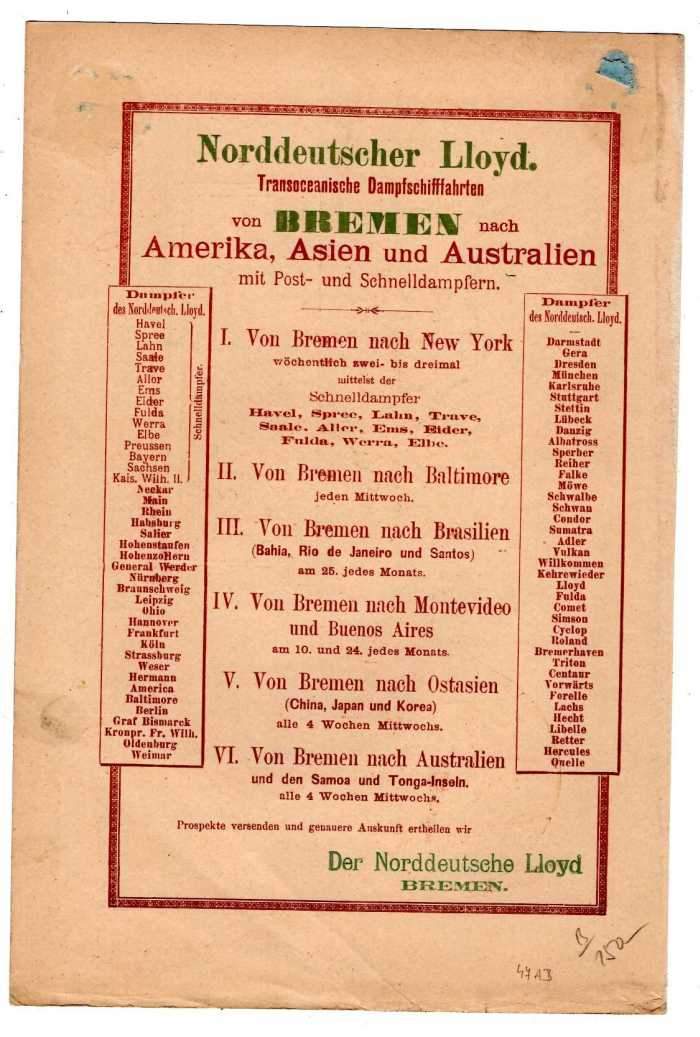 Norddeutscher Lloyd.
Transoceanische Dampfschifffahrten
von BREMEN nach
Amerika, Asien und Australien
mit Post- und Schnelldampfern.
Dampfer
des Norddeutsch. Lloyd.
Havel
Spree
Lahn
Saale
Trave
Aller
Ems
Eider
Fulda
Werra
Elbe
Preussen
Bayern
Sachsen
Kais. Wilh. II.
Schnelldampfer.
Neckar
Main
Rhein
Habsburg
Salier
Hohenstaufen
Hohenzollern
General Werder
Nürnberg
Braunschweig
Leipzig
Ohio
Hannover
Frankfurt
Köln
Strassburg
Weser
Hermann
America
Baltimore
Berlin
Graf Bismarck
Kronpr. Fr. Wilh.
Oldenburg
Weimar
I. Von Bremen nach New York
wöchentlich zwei- bis dreimal
mittelst der
Schnelldampfer
Havel, Spree, Lahn, Trave,
Saale, Aller, Ems, Eider,
Fulda, Werra, Elbe.
II. Von Bremen nach Baltimore
jeden Mittwoch.
III. Von Bremen nach Brasilien
(Bahia, Rio de Janeiro und Santos)
am 25. jedes Monats.
IV. Von Bremen nach Montevideo
und Buenos Aires
am 10. und 24. jedes Monats.
V. Von Bremen nach Ostasien
(China, Japan und Korea)
alle 4 Wochen Mittwochs.
VI. Von Bremen nach Australien
und den Samoa und Tonga-Inseln.
alle 4 Wochen Mittwochs.
Dampfer
des Norddeutsch. Lloyd.
Darmstadt
Gera
Dresden
München
Karlsruhe
Stuttgart
Stettin
Lübeck
Danzig
Albatross
Sperber
Reiher
Falke
Möwe
Schwalbe
Schwan
Condor
Sumatra
Adler
Vulkan
Willkommen
Kehrewieder
Lloyd
Fulda
Comet
Simson
Cyclop
Roland
Bremerhaven
Triton
Centaur
Vorwärts
Forelle
Lachs
Hecht
Libelle
Retter
Hercules
Quelle
Prospekte versenden und genauere Auskunft ertheilen wir
Der Norddeutsche Lloyd
BREMEN.